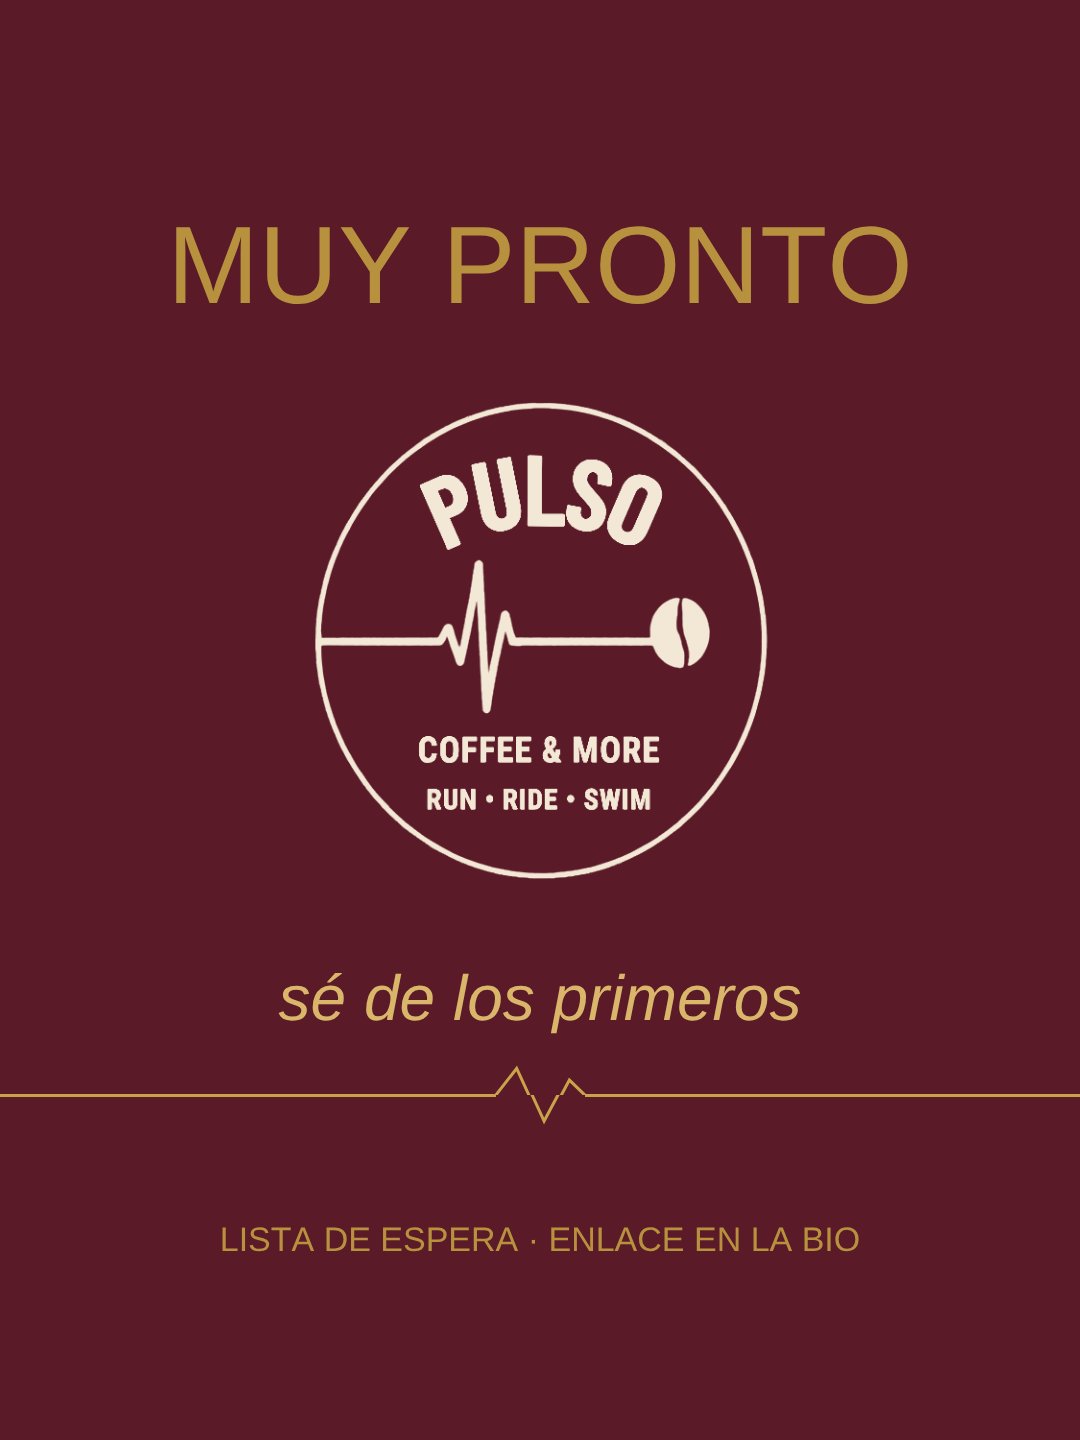 MUY PRONTO
PULSO
COFFEE & MORE
RUN • RIDE • SWIM
sé de los primeros
LISTA DE ESPERA · ENLACE EN LA BIO